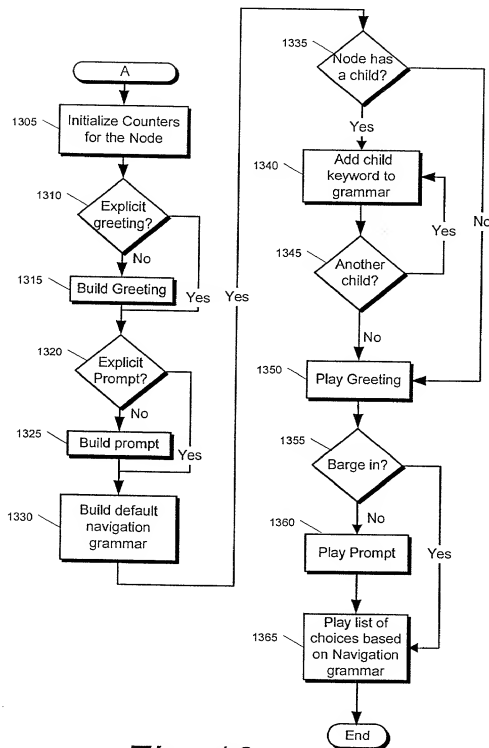 A
1305
Initialize Counters
for the Node
1310
Explicit
greeting?
No
1315
Build Greeting
Yes
1320
Explicit
Prompt?
No
1325
Build prompt
Yes
1330
Build default
navigation
grammar
Yes
1335
Node has
a child?
Yes
No
1340
Add child
keyword to
grammar
Yes
1345
Another
child?
No
1350
Play Greeting
1355
Barge in?
No
1360
Play Prompt
Yes
1365
Play list of
choices based
on Navigation
grammar
End